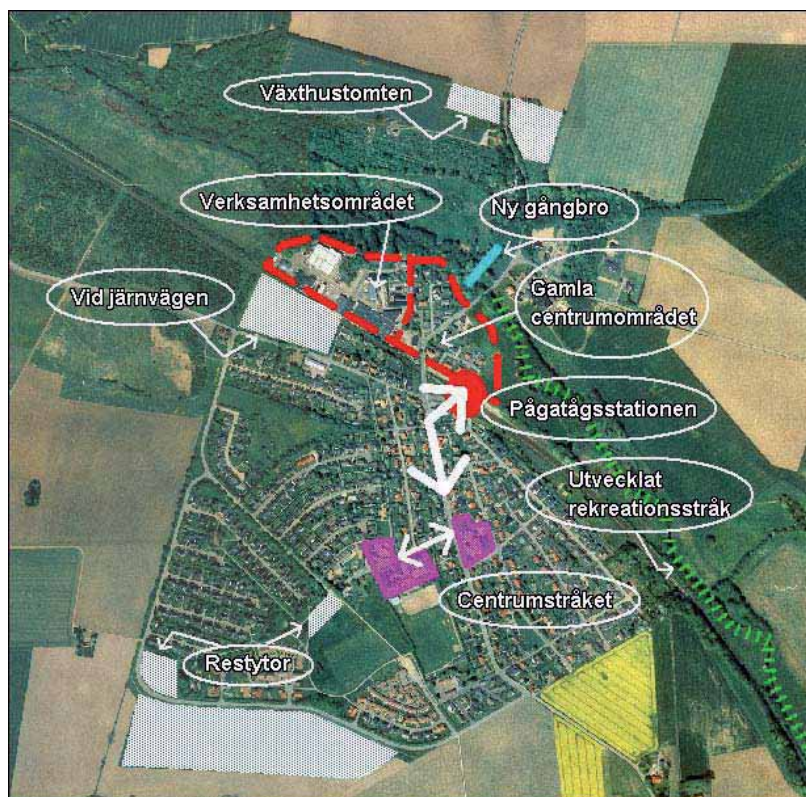 Växthustomten
Verksamhetsområdet
Ny gångbro
Vid järnvägen
Gamla
centrumområdet
Pågatågsstationen
Utvecklat
rekreationsstråk
Centrumstråket
Restytor